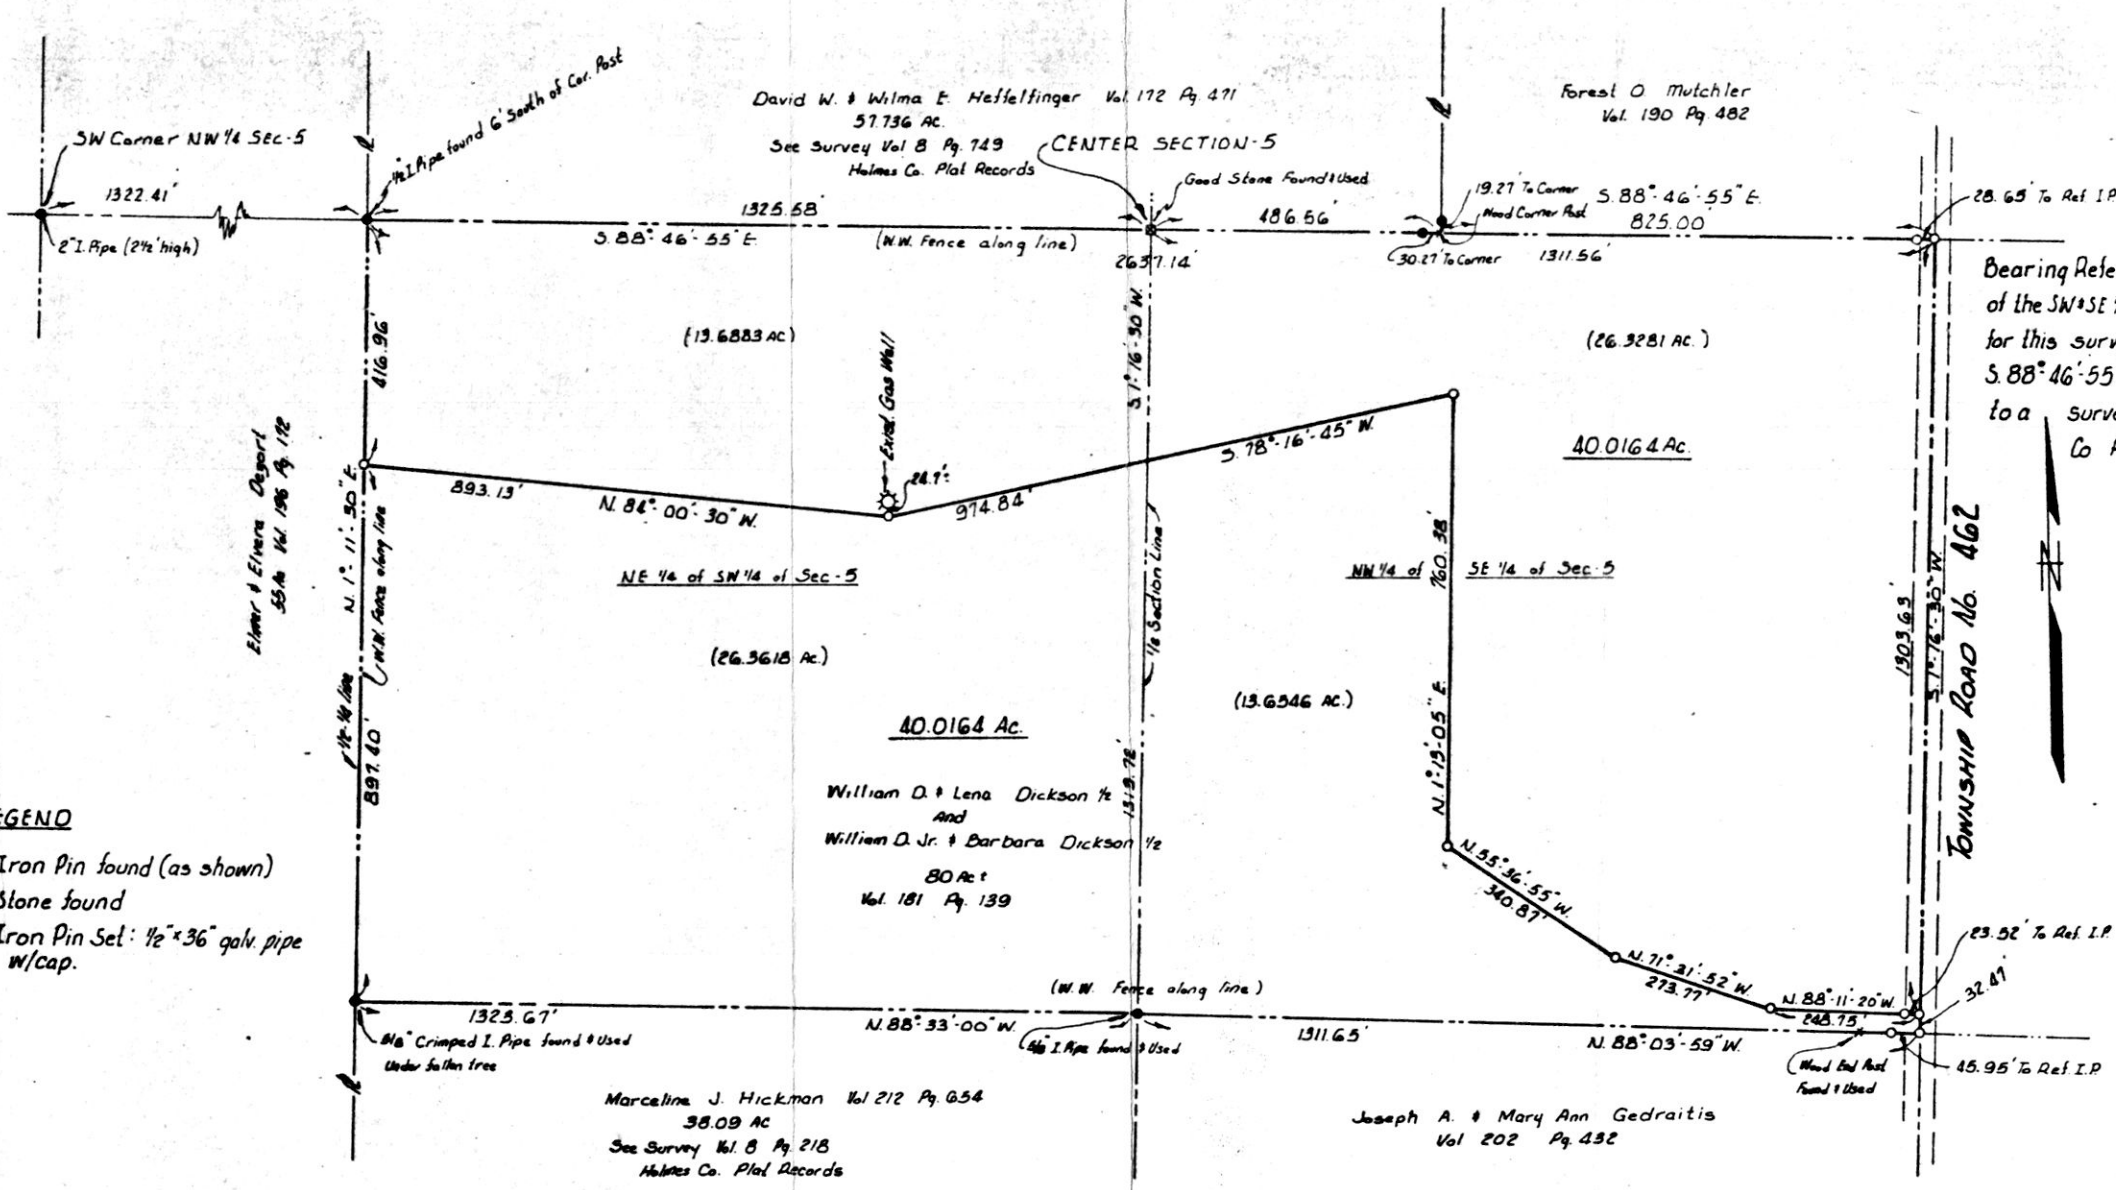 David W. & Wilma E. Heffelfinger Vol. 172 Pg. 471
57.736 AC.
See Survey Vol 8 Pg. 749
Holmes Co. Plat Records
Forest O Mutchler
Vol. 190 Pg. 482
1/2" I. Pipe found 6' South of Cor. Post
SW Corner NW 1/4 SEC-5
1322.41'
2" I. Pipe (2 1/2' high)
CENTER SECTION-5
Good Stone Found & Used
1325.58'
S. 88°-46'-55" E.
(W.W. Fence along line)
2637.14'
486.56'
19.27' To Corner
Wood Corner Post
30.27' To Corner
S. 88°-46'-55" E.
825.00'
1311.56'
28.65' To Ref. I.P.
Bearing Refe
of the SW & SE
for this surv
S. 88°-46'-55
to a surv
Co
416.96'
(13.6883 AC.)
S. 1°-16'-30" W.
(26.3281 AC.)
Exist. Gas Well
24.7'±
893.13'
N. 84°-00'-30" W.
974.84'
S. 78°-16'-45" W.
40.0164 Ac.
Elmer & Elvera Degort
55 Ac Vol. 196 Pg. 172
N. 1°-11'-30" E.
W.W. Fence along line
NE 1/4 of SW 1/4 of Sec-5
1/2 Section Line
NW 1/4 of SE 1/4 of Sec-5
760.38'
N. 1°-13'-05" E.
1303.63'
S. 1°-16'-30" W.
TOWNSHIP ROAD No. 462
N
(26.3618 Ac.)
(13.6546 AC.)
40.0164 Ac.
897.40'
1313.72'
William D. & Lena Dickson 1/2
And
William D. Jr. & Barbara Dickson 1/2
80 Ac ±
Vol. 181 Pg. 139
EGEND
Iron Pin found (as shown)
Stone found
Iron Pin Set: 1/2" x 36" galv. pipe
w/cap.
N. 55°-36'-55" W.
340.87'
N. 71°-31'-52" W.
273.77'
N. 88°-11'-20" W.
248.75'
23.52' To Ref. I.P.
32.47'
(W.W. Fence along line)
1323.67'
N. 88°-33'-00" W.
5/8" Crimped I. Pipe found & Used
Under fallen tree
5/8" I. Pipe found & Used
1311.65'
N. 88°-03'-59" W.
Wood End Post
Found & Used
45.95' To Ref. I.P.
Marceline J. Hickman Vol 212 Pg. 654
38.09 AC
See Survey Vol. 8 Pg. 218
Holmes Co. Plat Records
Joseph A. & Mary Ann Gedraitis
Vol 202 Pg. 432